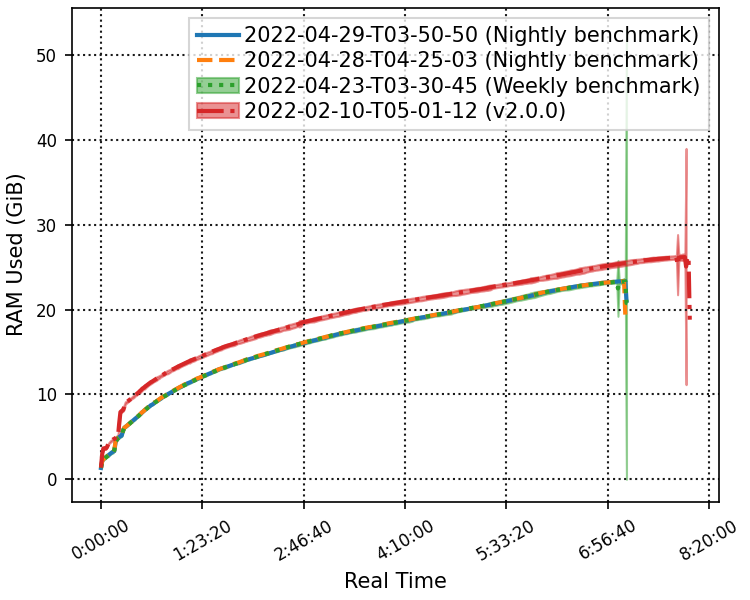 2022-04-29-T03-50-50 (Nightly benchmark)
2022-04-28-T04-25-03 (Nightly benchmark)
2022-04-23-T03-30-45 (Weekly benchmark)
2022-02-10-T05-01-12 (v2.0.0)
RAM Used (GiB)
50
40
30
20
10
0
0:00:00
1:23:20
2:46:40
4:10:00
5:33:20
6:56:40
8:20:00
Real Time